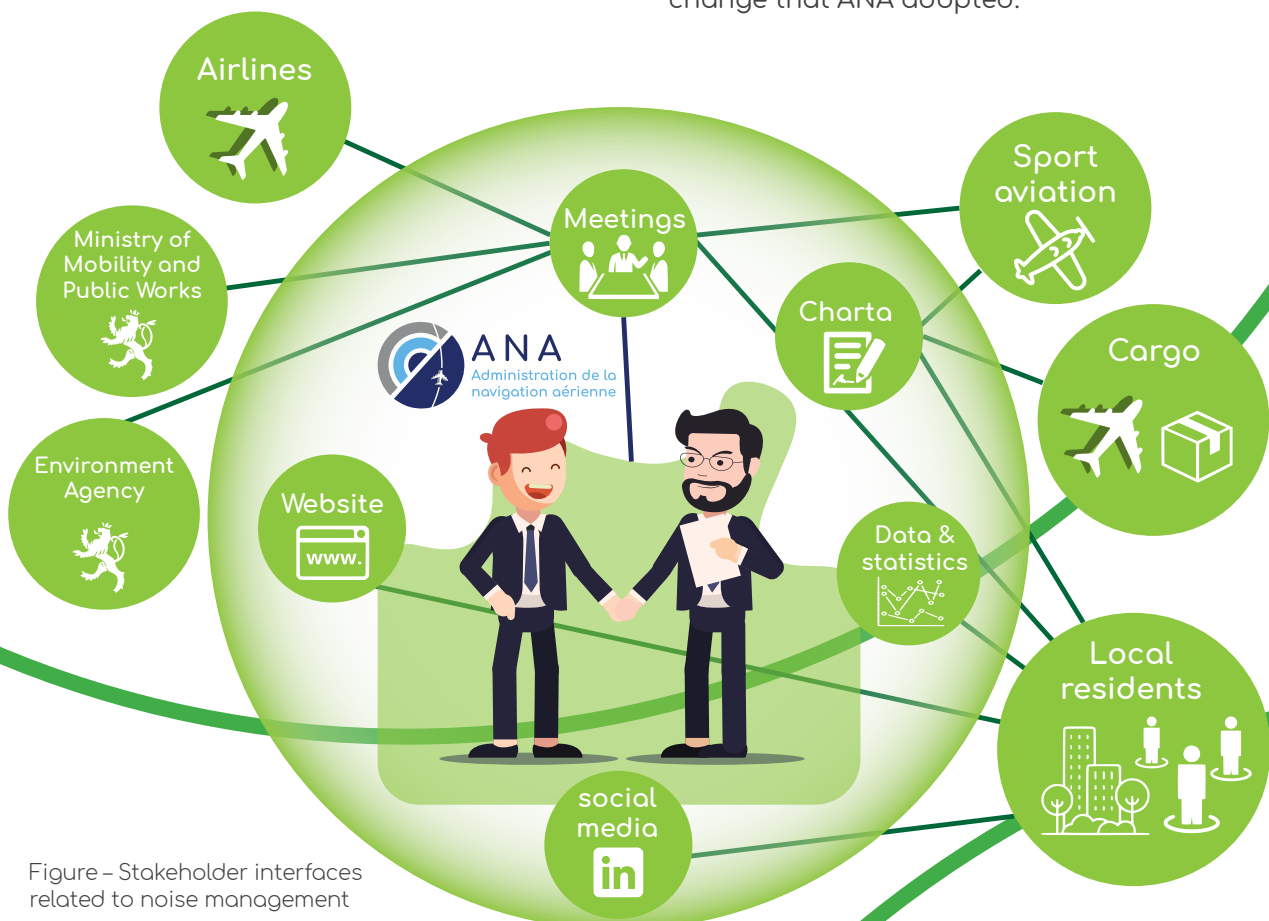 change that ANA adopted.
Airlines
Sport
aviation
Meetings
Ministry of
Mobility and
Public Works
Charta
Cargo
ANA
Administration de la
navigation aérienne
Environment
Agency
Website
www.
Data &
statistics
Local
residents
social
media
in
Figure – Stakeholder interfaces
related to noise management